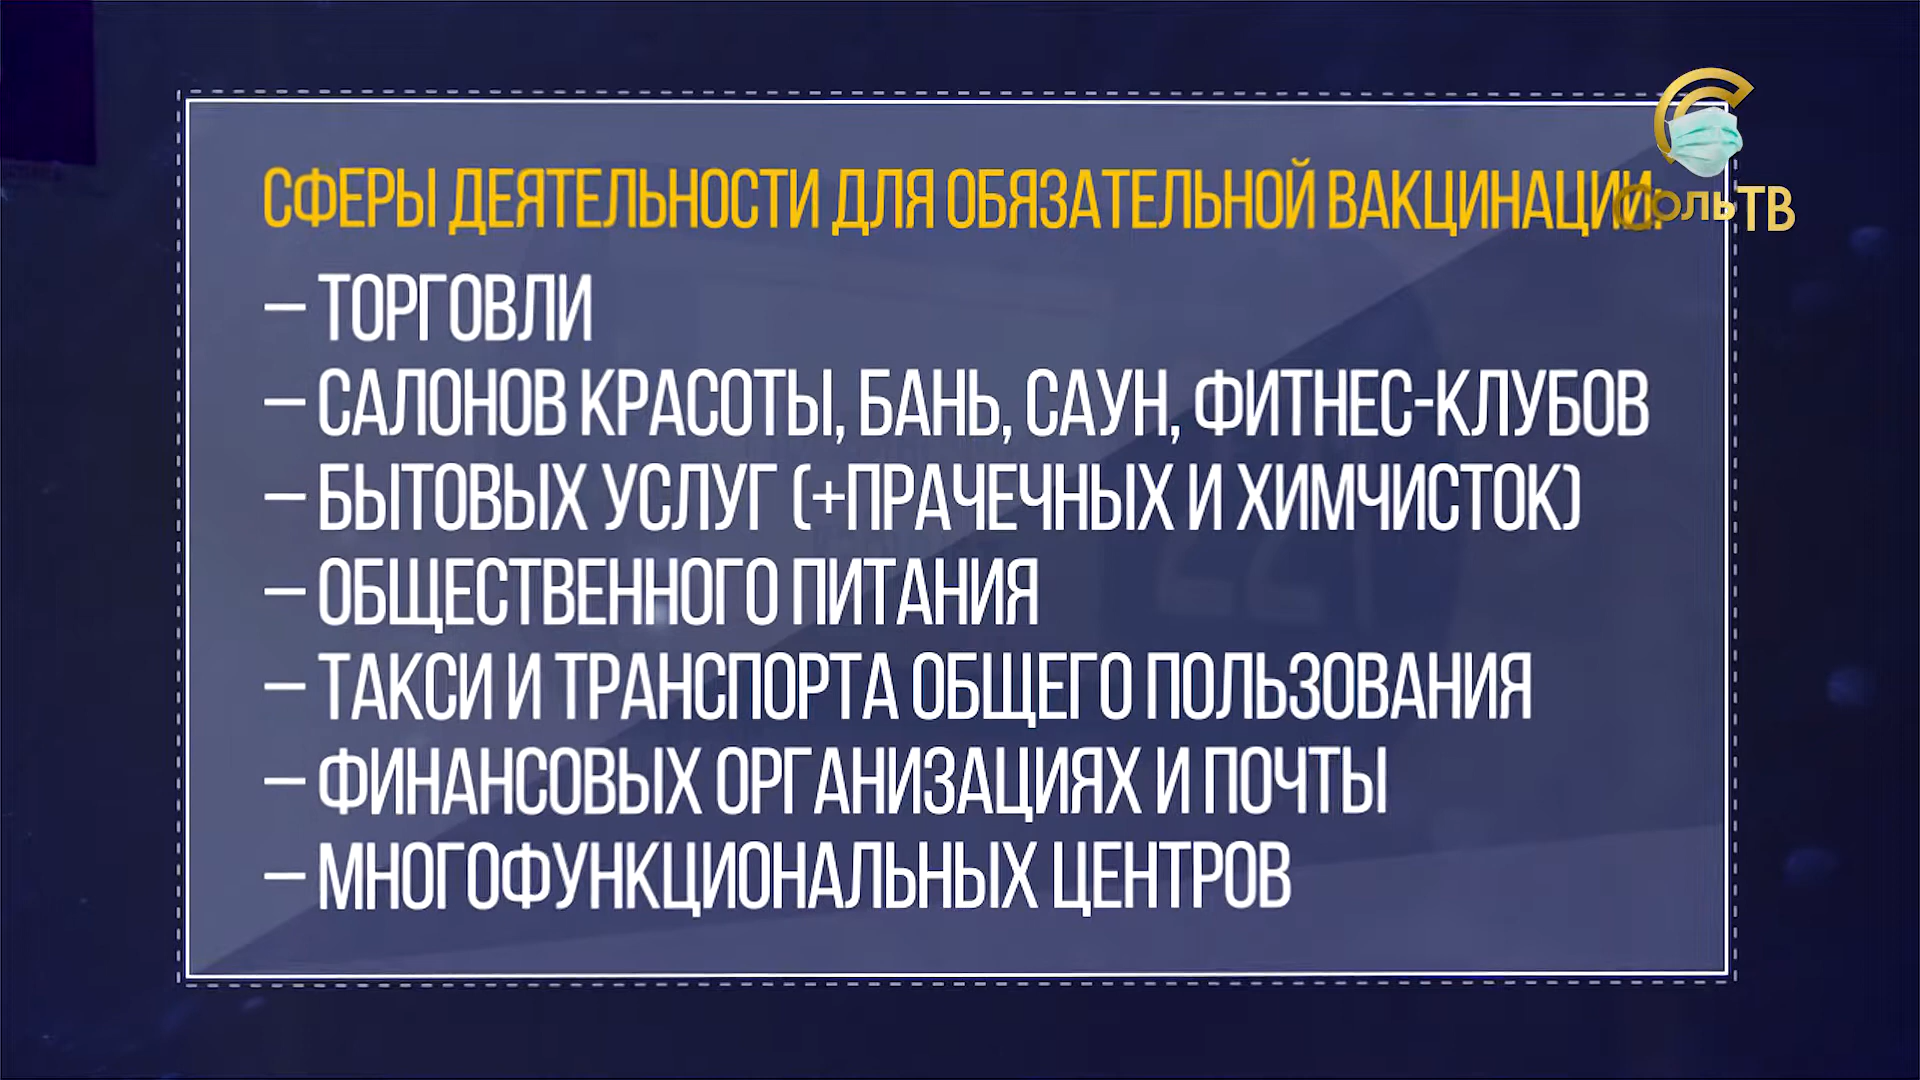 СФЕРЫ ДЕЯТЕЛЬНОСТИ ДЛЯ ОБЯЗАТЕЛЬНОЙ ВАКЦИНАЦИИ:
СольТВ
– ТОРГОВЛИ
– САЛОНОВ КРАСОТЫ, БАНЬ, САУН, ФИТНЕС-КЛУБОВ
– БЫТОВЫХ УСЛУГ (+ПРАЧЕЧНЫХ И ХИМЧИСТОК)
– ОБЩЕСТВЕННОГО ПИТАНИЯ
– ТАКСИ И ТРАНСПОРТА ОБЩЕГО ПОЛЬЗОВАНИЯ
– ФИНАНСОВЫХ ОРГАНИЗАЦИЯХ И ПОЧТЫ
– МНОГОФУНКЦИОНАЛЬНЫХ ЦЕНТРОВ